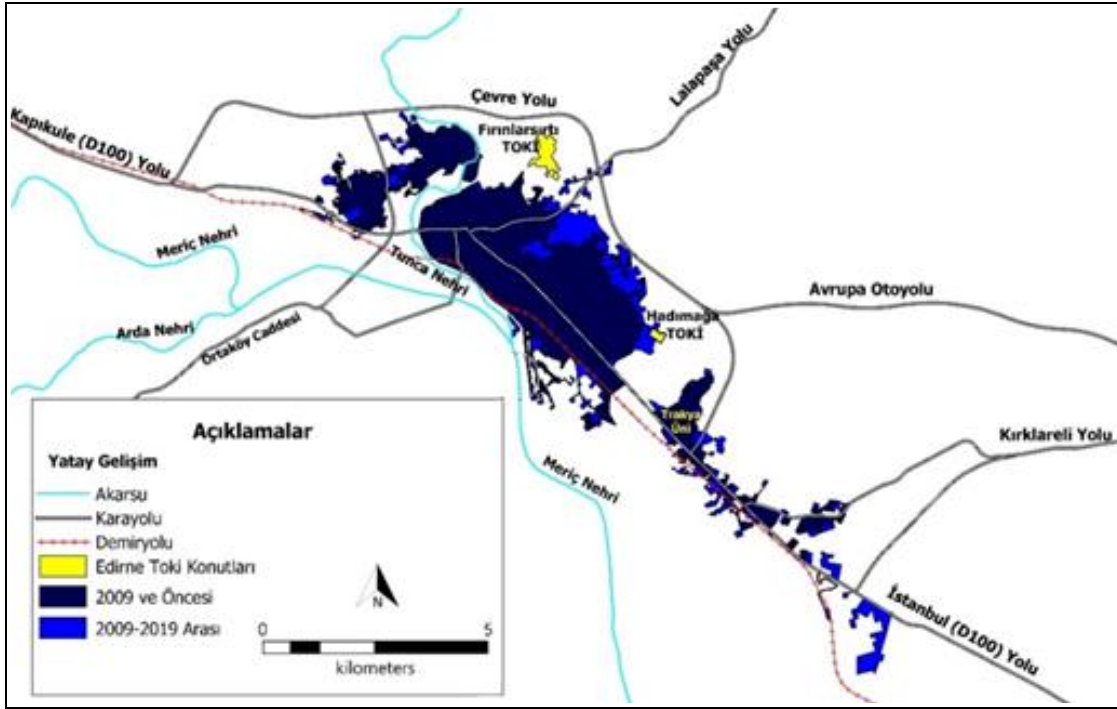 Lalapaşa Yolu
Çevre Yolu
Kapıkule (D100) Yolu
Fırınlarsırtı
TOKİ
Meriç Nehri
Tunca Nehri
Avrupa Otoyolu
Hadımağa
TOKİ
Arda Nehri
Ortaköy Caddesi
Trakya
Üni
Kırklareli Yolu
Meriç Nehri
İstanbul (D100) Yolu
Açıklamalar
Yatay Gelişim
Akarsu
Karayolu
Demiryolu
Edirne Toki Konutları
2009 ve Öncesi
2009-2019 Arası
N
0 5
kilometers